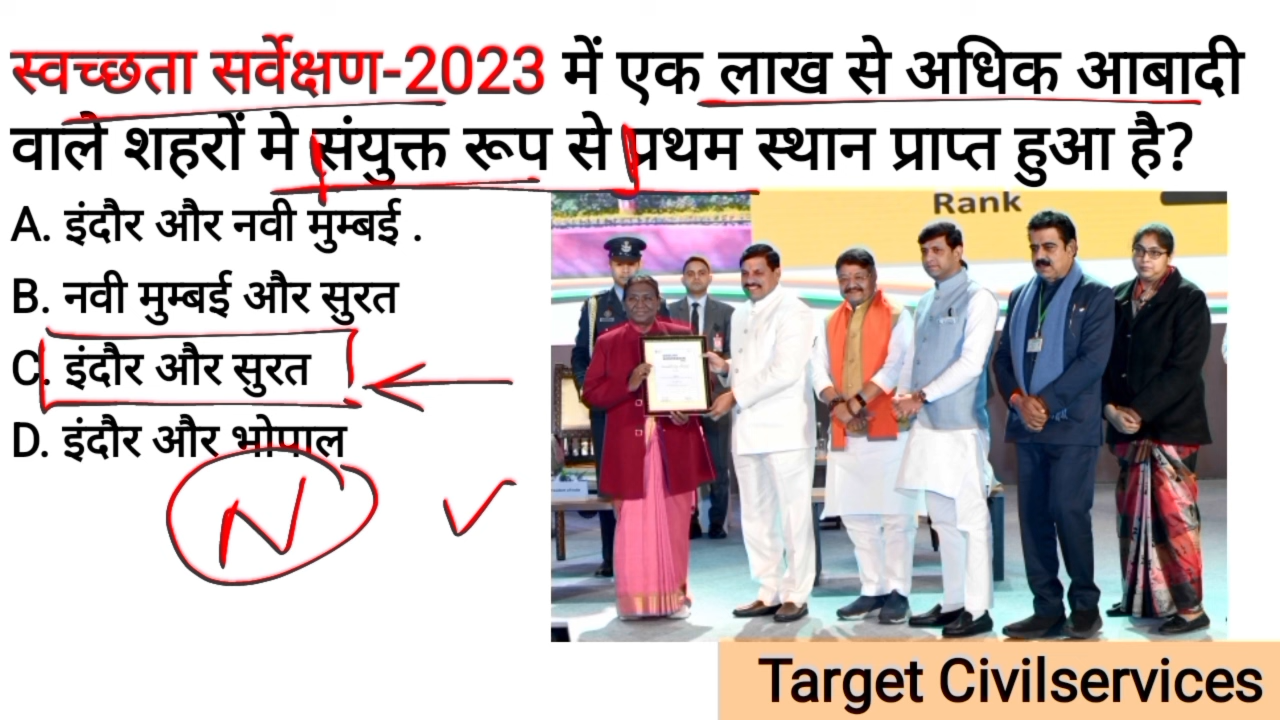 स्वच्छता सर्वेक्षण-2023 में एक लाख से अधिक आबादी
वाले शहरों मे संयुक्त रूप से प्रथम स्थान प्राप्त हुआ है?
A. इंदौर और नवी मुम्बई .
B. नवी मुम्बई और सुरत
C. इंदौर और सुरत
D. इंदौर और भोपाल
N
Rank
Target Civilservices